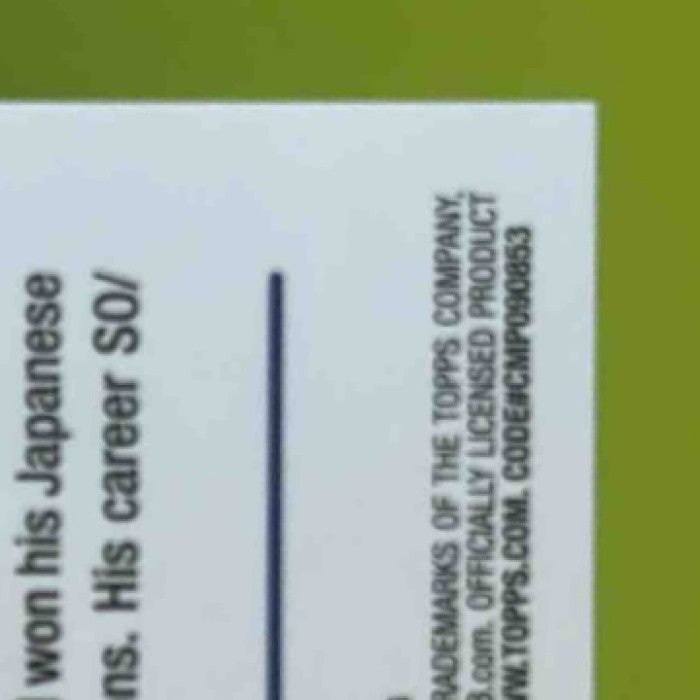 won his Japanese
ns. His career SO/
RADEMARKS OF THE TOPPS COMPANY,
B.com. OFFICIALLY LICENSED PRODUCT
WW.TOPPS.COM. CODE#CMP090853